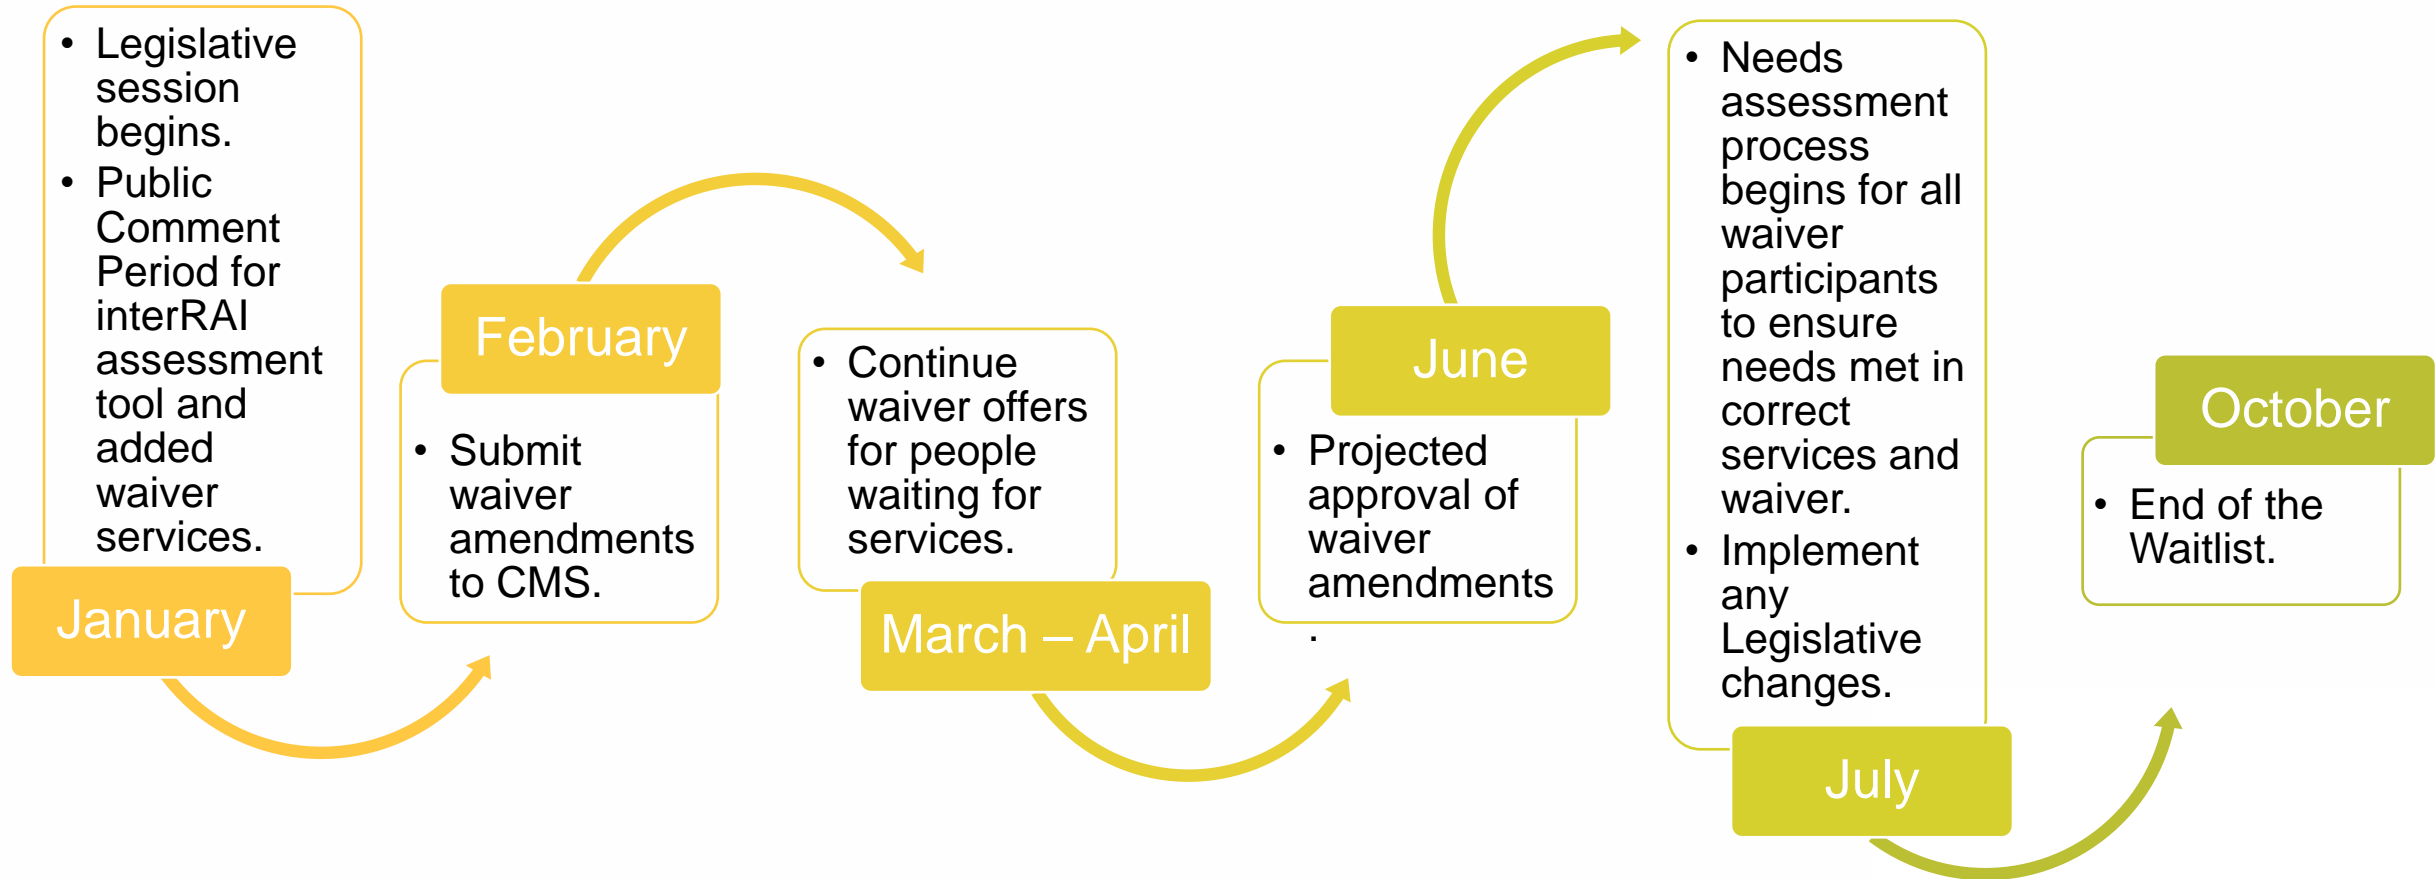 • Legislative
session
begins.
• Public
Comment
Period for
interRAI
assessment
tool and
added
waiver
services.
January
February
• Submit
waiver
amendments
to CMS.
• Continue
waiver offers
for people
waiting for
services.
March – April
June
• Projected
approval of
waiver
amendments
.
• Needs
assessment
process
begins for all
waiver
participants
to ensure
needs met in
correct
services and
waiver.
• Implement
any
Legislative
changes.
July
October
• End of the
Waitlist.